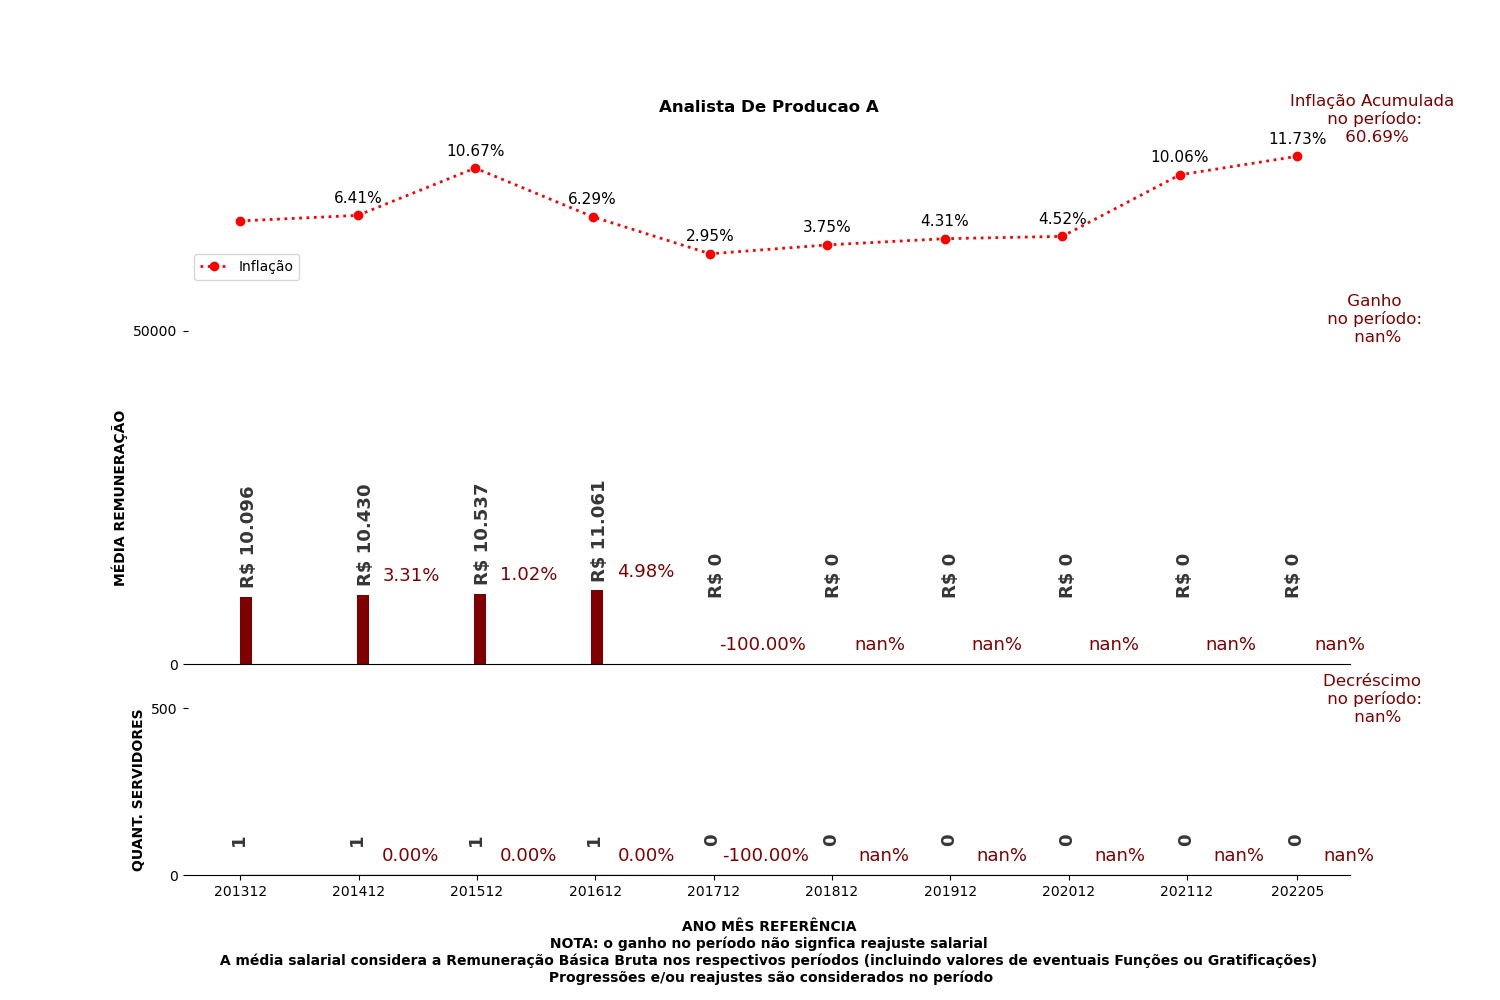 Analista De Producao A
Inflação Acumulada
no período:
60.69%
6.41%
10.67%
6.29%
2.95%
3.75%
4.31%
4.52%
10.06%
11.73%
Inflação
Ganho
no período:
nan%
50000
0
MÉDIA REMUNERAÇÃO
R$ 10.096
R$ 10.430
R$ 10.537
R$ 11.061
R$ 0
R$ 0
R$ 0
R$ 0
R$ 0
R$ 0
3.31%
1.02%
4.98%
-100.00%
nan%
nan%
nan%
nan%
nan%
Decréscimo
no período:
nan%
500
0
QUANT. SERVIDORES
1
1
1
1
0
0
0
0
0
0
0.00%
0.00%
0.00%
-100.00%
nan%
nan%
nan%
nan%
nan%
201312
201412
201512
201612
201712
201812
201912
202012
202112
202205
ANO MÊS REFERÊNCIA
NOTA: o ganho no período não signfica reajuste salarial
A média salarial considera a Remuneração Básica Bruta nos respectivos períodos (incluindo valores de eventuais Funções ou Gratificações)
Progressões e/ou reajustes são considerados no período